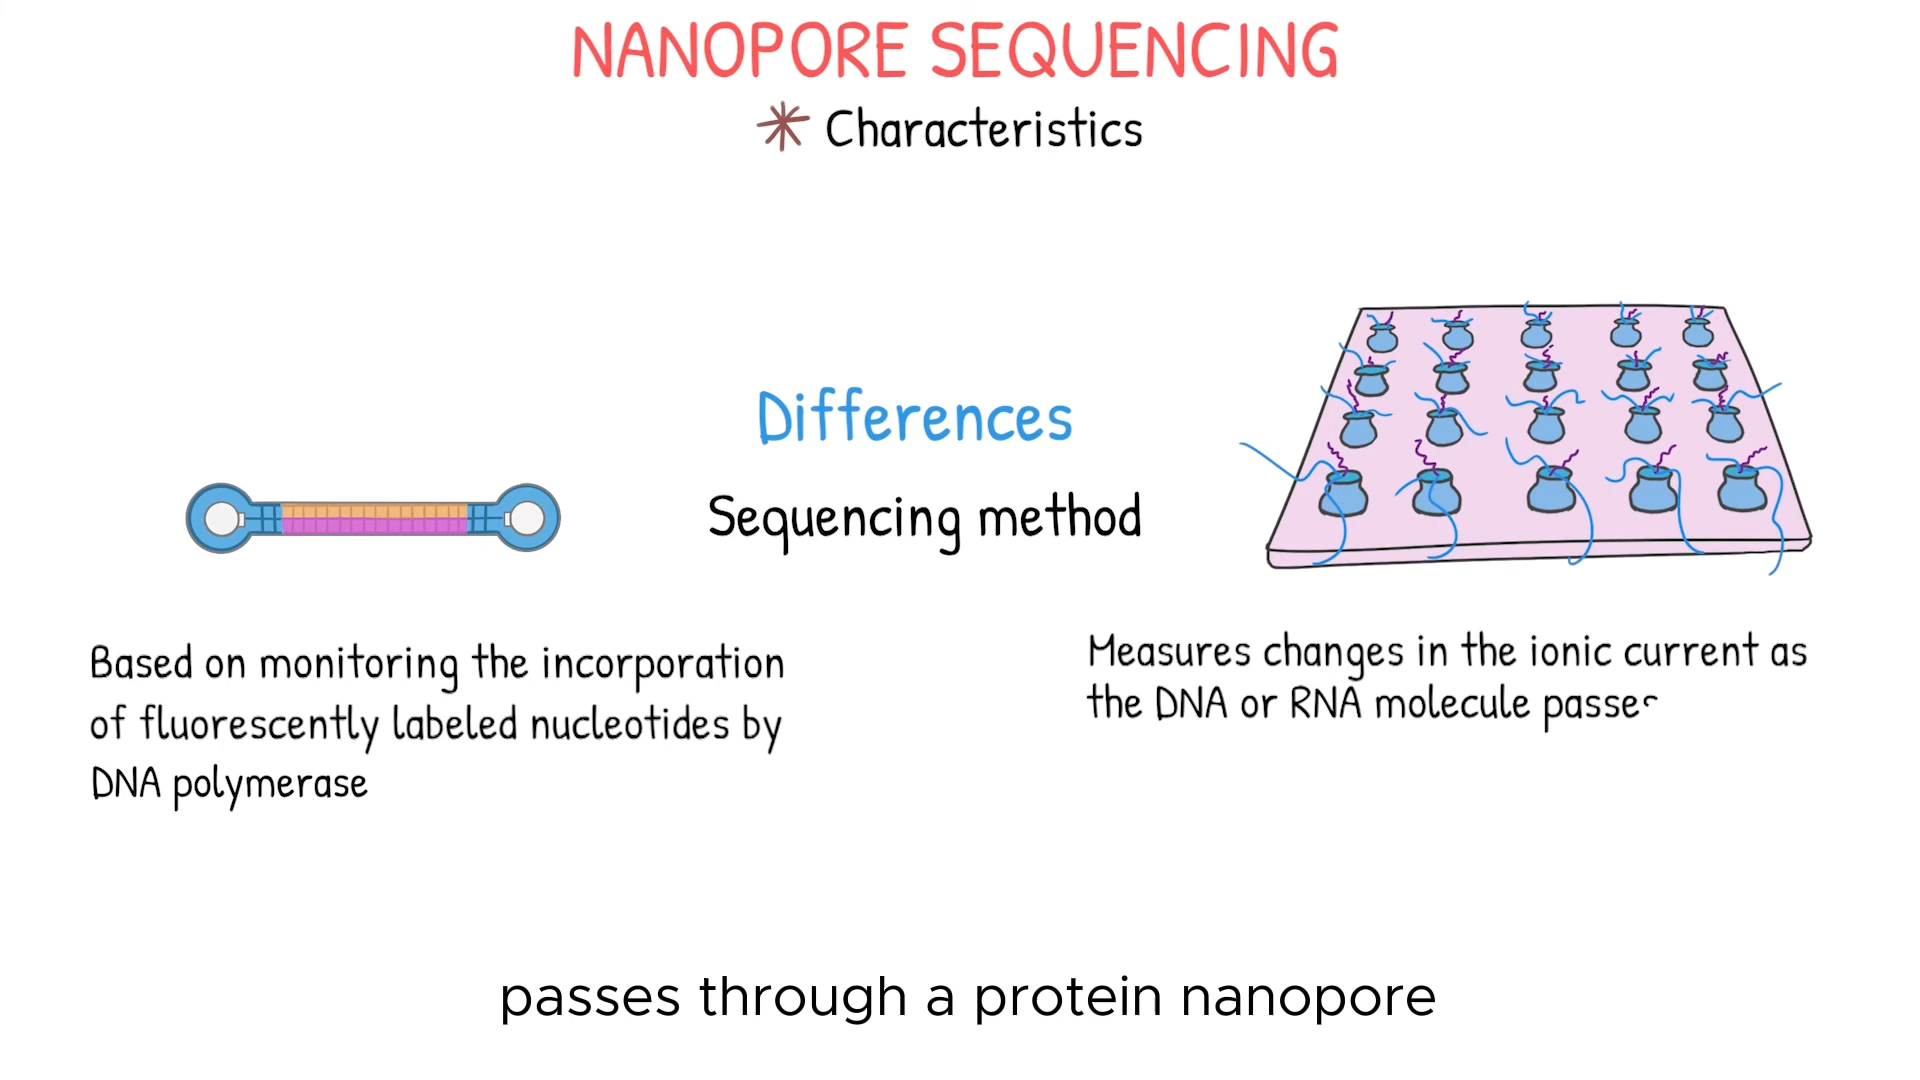 NANOPORE SEQUENCING
Characteristics
Differences
Sequencing method
Based on monitoring the incorporation
of fluorescently labeled nucleotides by
DNA polymerase
Measures changes in the ionic current as
the DNA or RNA molecule passes
passes through a protein nanopore